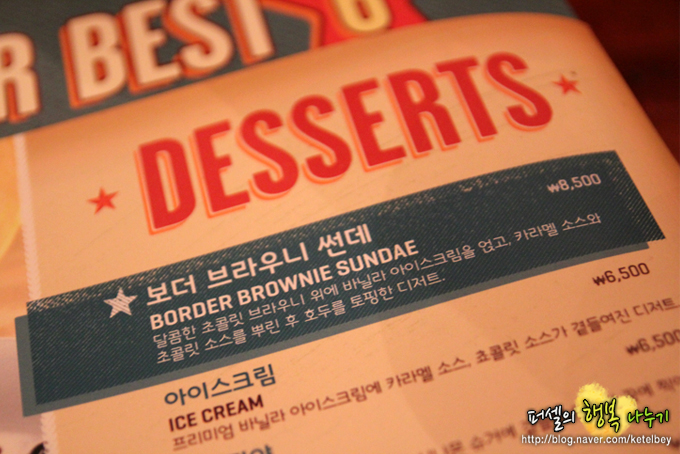 R BEST 6
DESSERTS
₩8,500
보더 브라우니 썬데
BORDER BROWNIE SUNDAE
달콤한 초콜릿 브라우니 위에 바닐라 아이스크림을 얹고, 카라멜 소스와
초콜릿 소스를 뿌린 후 호두를 토핑한 디저트.
₩6,500
아이스크림
ICE CREAM
프리미엄 바닐라 아이스크림에 카라멜 소스, 초콜릿 소스가 곁들여진 디저트.
₩6,500
퍼셀의 행복 나누기
http://blog.naver.com/ketelbey